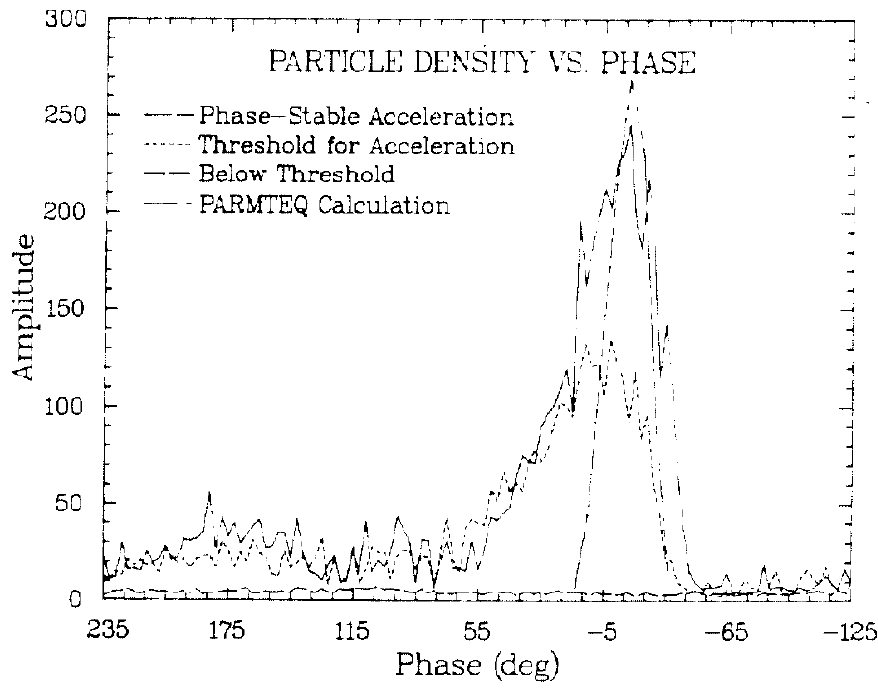 PARTICLE DENSITY VS. PHASE
Phase-Stable Acceleration
Threshold for Acceleration
Below Threshold
PARMTEQ Calculation
Amplitude
300
250
200
150
100
50
0
235 175 115 55 -5 -65 -125
Phase (deg)